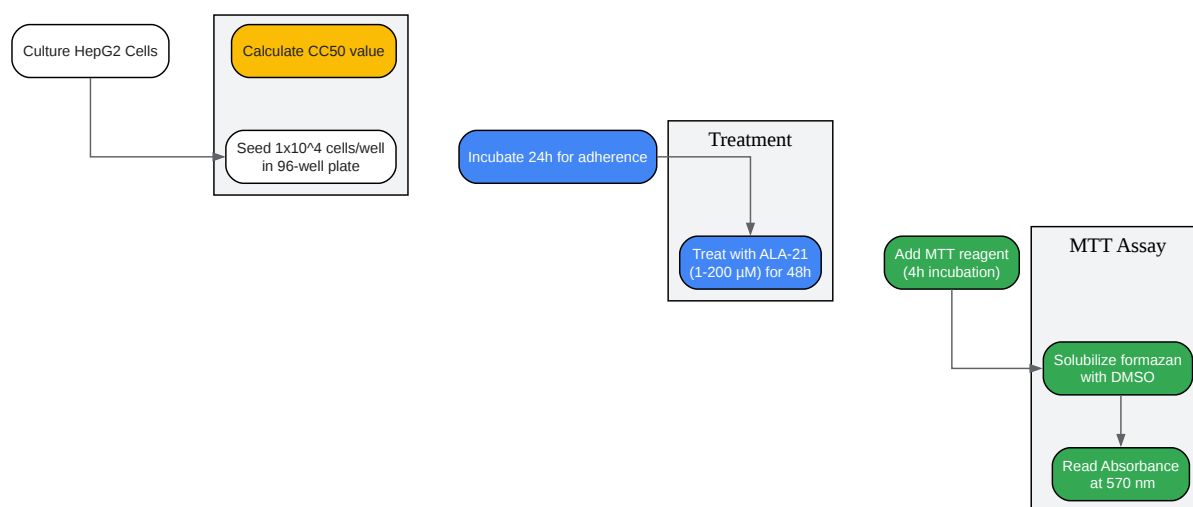 Culture HepG2 Cells
Calculate CC50 value
Seed 1x10^4 cells/well
in 96-well plate
Incubate 24h for adherence
Treatment
Treat with ALA-21
(1-200 µM) for 48h
Add MTT reagent
(4h incubation)
MTT Assay
Solubilize formazan
with DMSO
Read Absorbance
at 570 nm